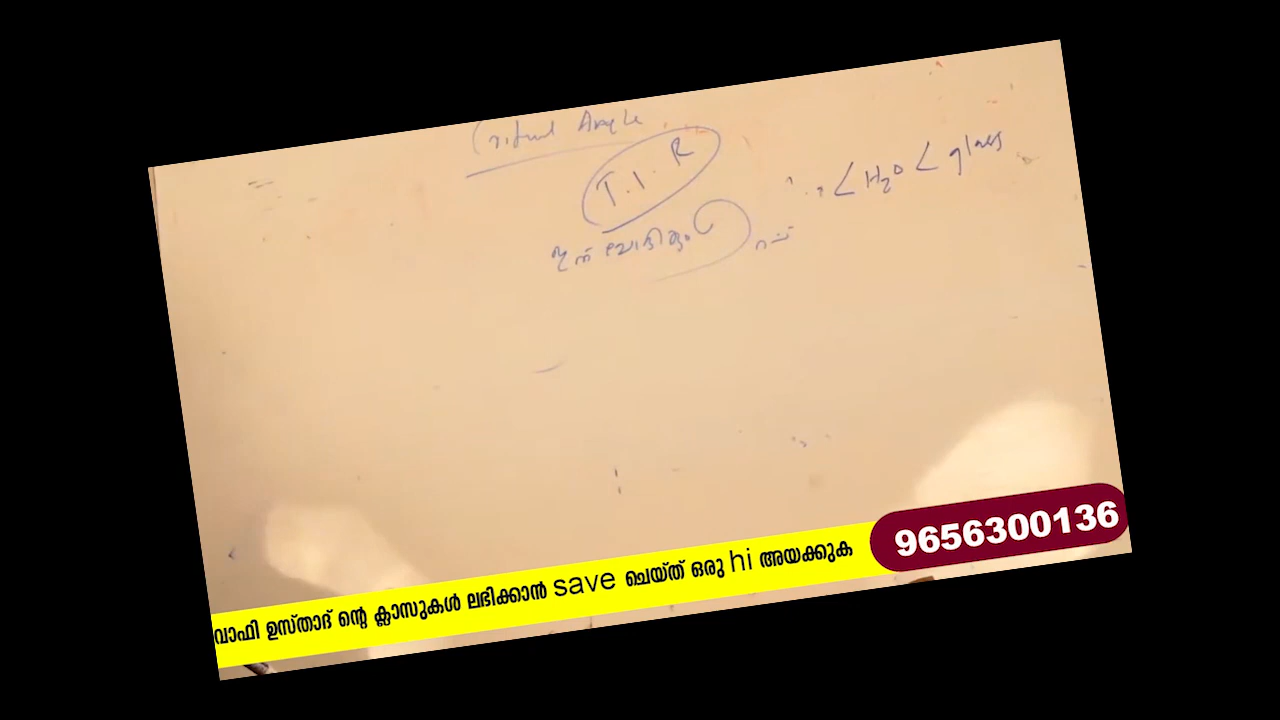 Critical Angle
T.I.R
< H₂O < glass
വാഫി ഉസ്താദ് ന്റെ ക്ലാസുകൾ ലഭിക്കാൻ save ചെയ്ത് ഒരു hi അയക്കുക
9656300136